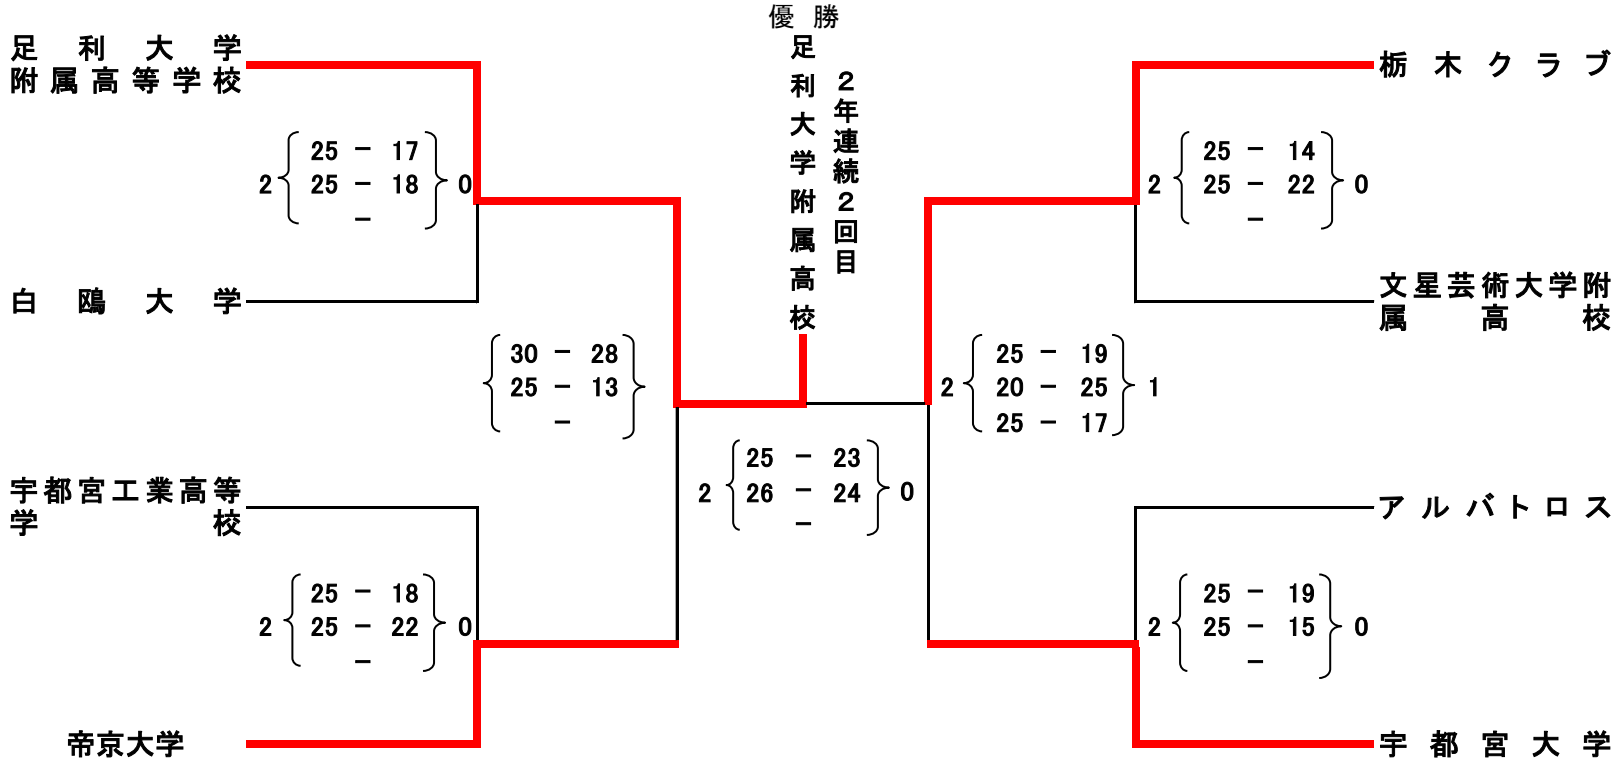 優勝
足利大学附属高校
2年連続2回目
足利大学
附属高等学校
2 25 － 17 0
25 － 18
－
白鴎大学
30 － 28
25 － 13
－
宇都宮工業高等
学校
2 25 － 18 0
25 － 22
－
帝京大学
2 25 － 23 0
26 － 24
－
栃木クラブ
2 25 － 14 0
25 － 22
－
文星芸術大学附
属高校
2 25 － 19 1
20 － 25
25 － 17
アルバトロス
2 25 － 19 0
25 － 15
－
宇都宮大学